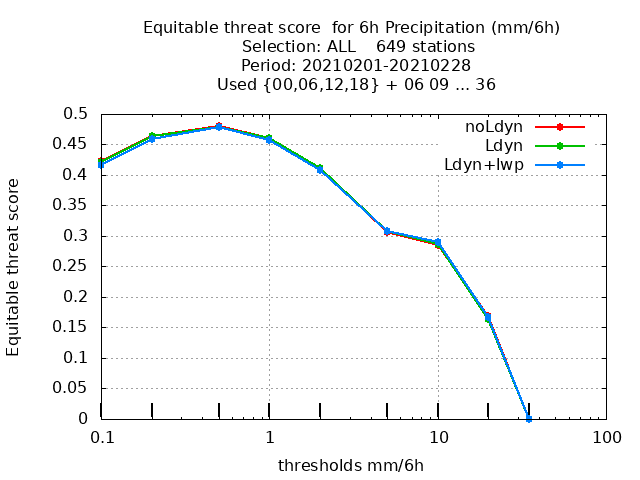 Equitable threat score  for 6h Precipitation (mm/6h)
Selection: ALL    649 stations
Period: 20210201-20210228
Used {00,06,12,18} + 06 09 ... 36
noLdyn
Ldyn
Ldyn+lwp
Equitable threat score
0.5
0.45
0.4
0.35
0.3
0.25
0.2
0.15
0.1
0.05
0
0.1 1 10 100
thresholds mm/6h